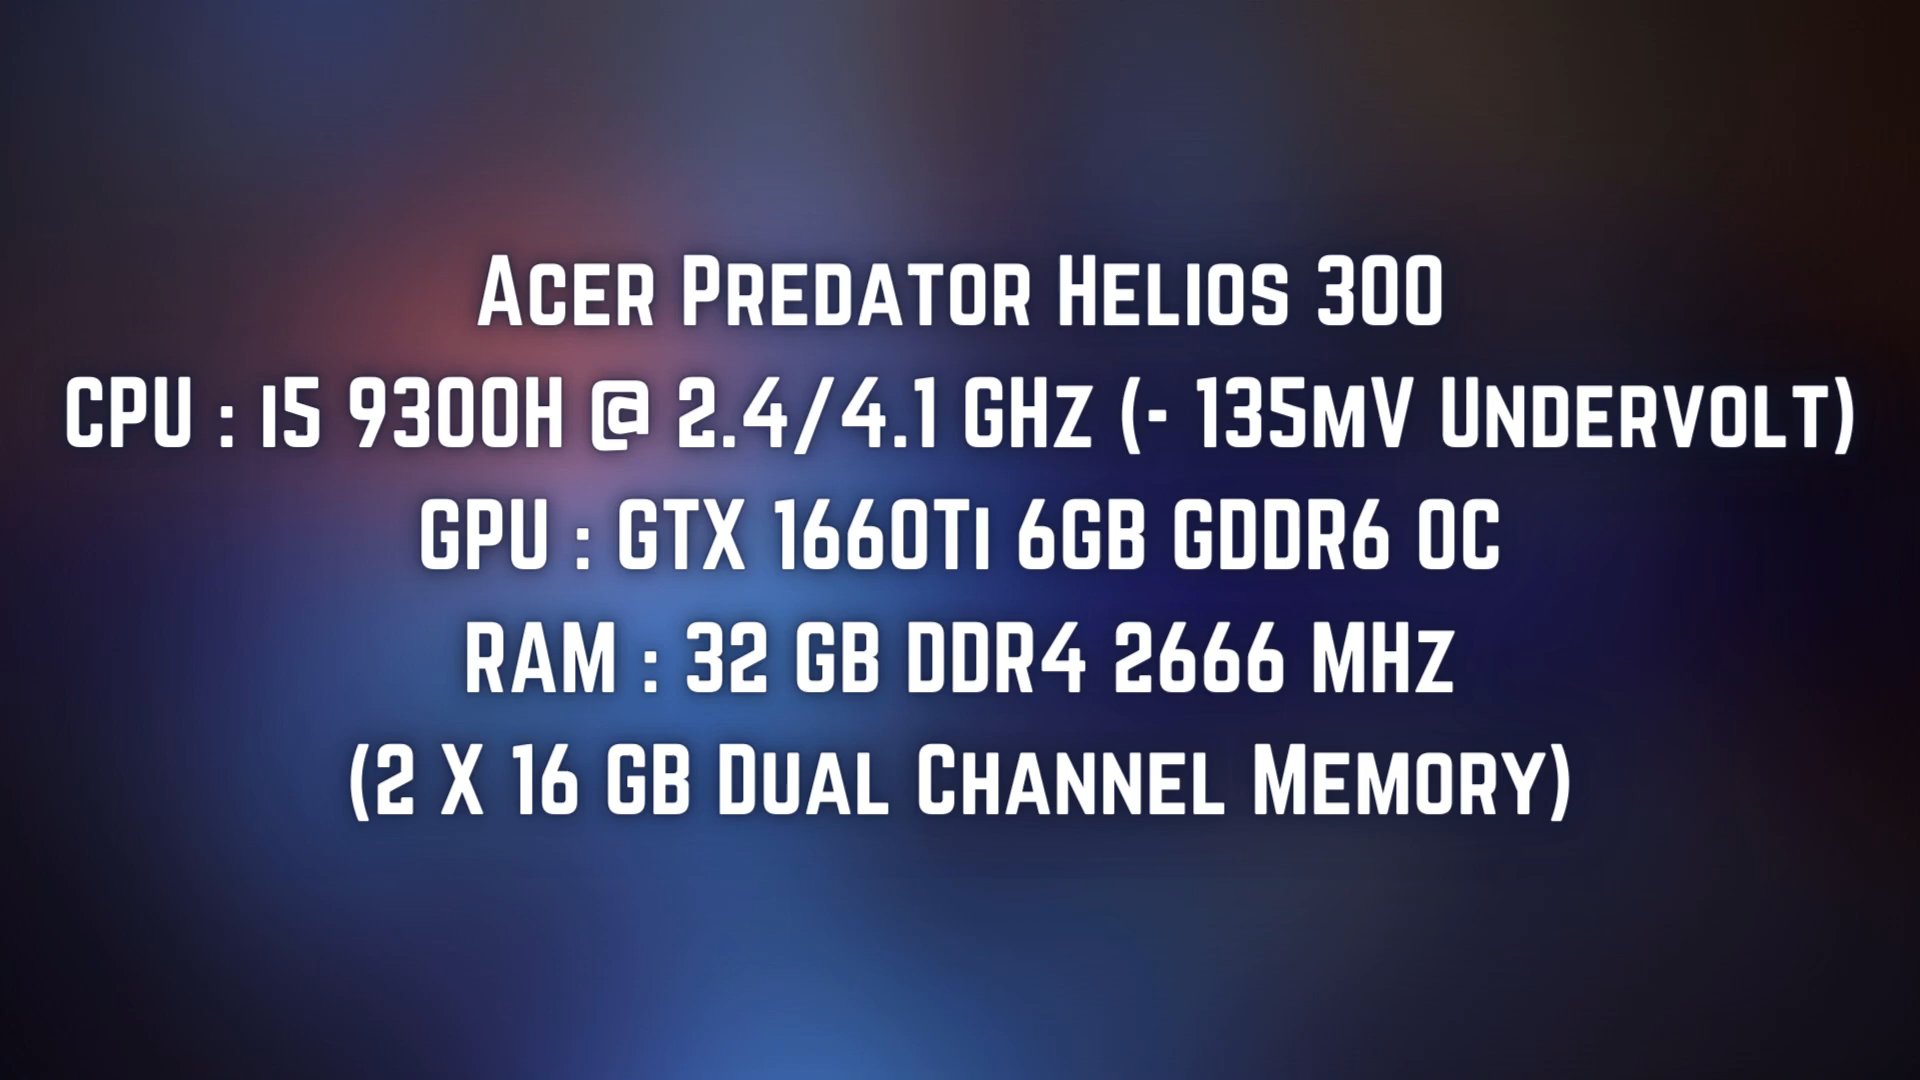 Acer Predator Helios 300
CPU : i5 9300H @ 2.4/4.1 GHz (- 135mV Undervolt)
GPU : GTX 1660Ti 6GB GDDR6 OC
RAM : 32 GB DDR4 2666 MHz
(2 X 16 GB Dual Channel Memory)